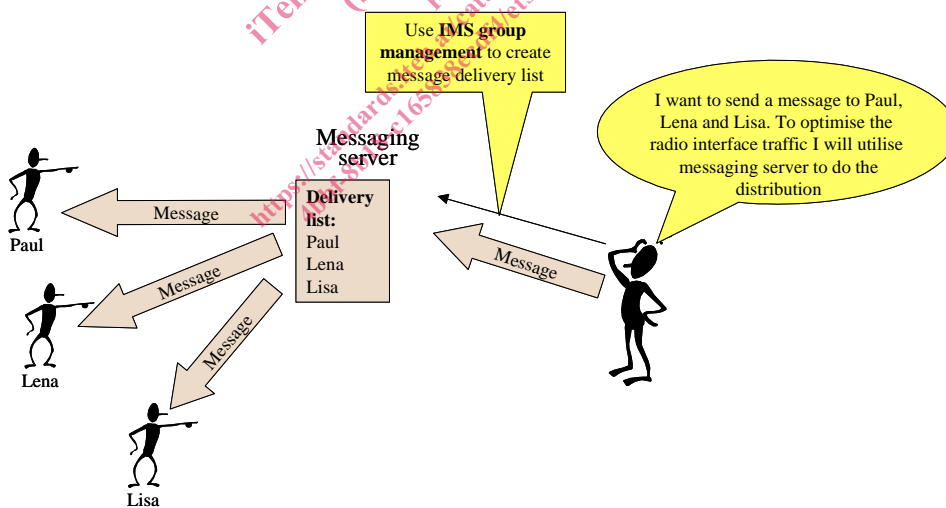 Use IMS group
management to create
message delivery list
I want to send a message to Paul,
Lena and Lisa. To optimise the
radio interface traffic I will utilise
messaging server to do the
distribution
Messaging
server
Delivery
list:
Paul
Lena
Lisa
Message
Message
Message
Message
Paul
Lena
Lisa